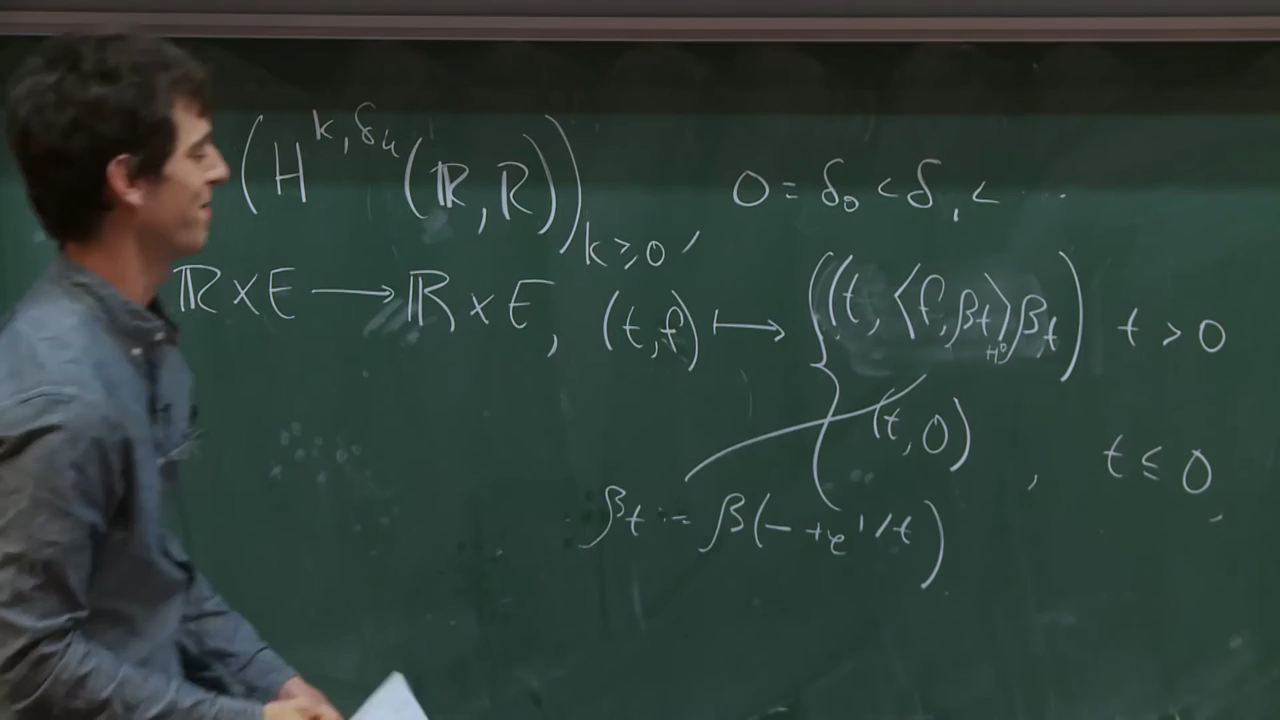 (H^{k,δ_k}(ℝ,ℝ))_{k≥0}, 0 = δ_0 < δ_1 < ...
ℝ×E ⟶ ℝ×E, (t,f) ⟼ { (t, ⟨f,β_t⟩_{H^0} β_t) t > 0
(t,0) , t ≤ 0,
β_t := β(- + e^{1/t})